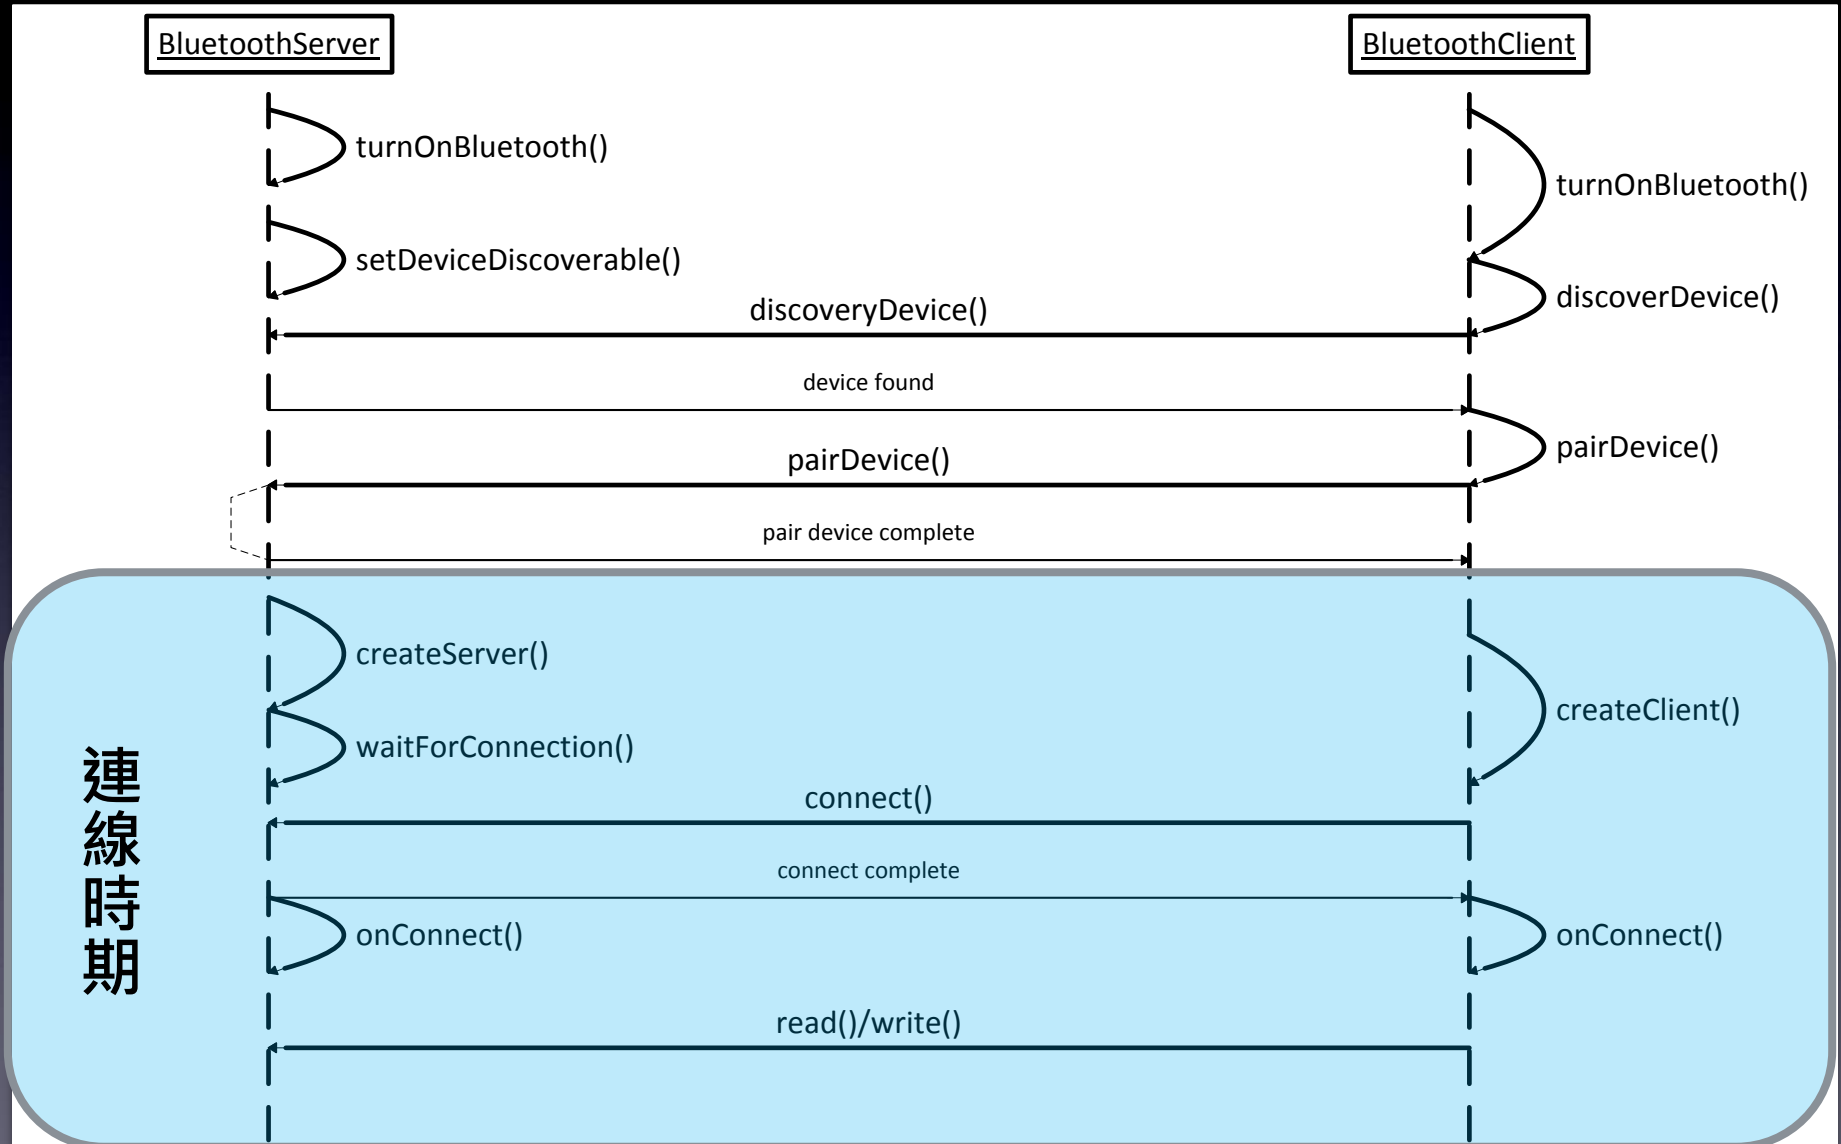 BluetoothServer
BluetoothClient
turnOnBluetooth()
turnOnBluetooth()
setDeviceDiscoverable()
discoverDevice()
discoveryDevice()
device found
pairDevice()
pairDevice()
pair device complete
createServer()
createClient()
waitForConnection()
connect()
connect complete
onConnect()
onConnect()
read()/write()
連線時期